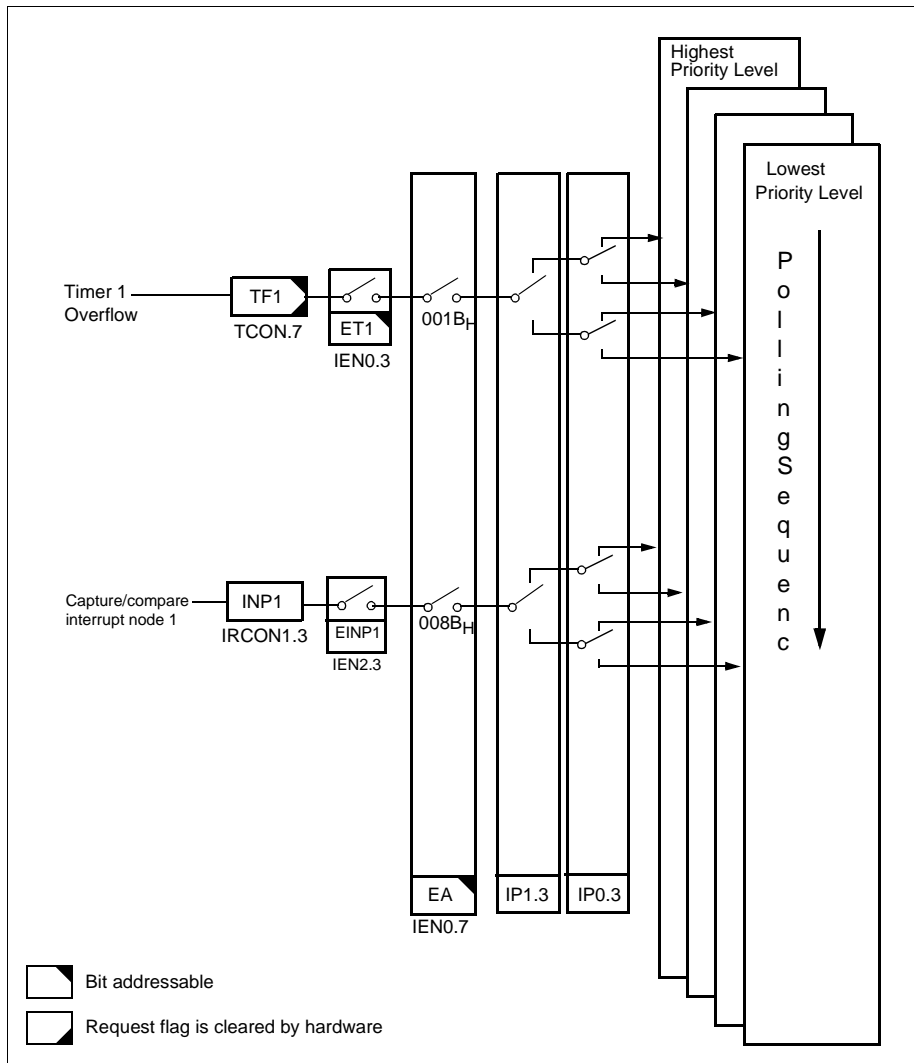 Highest
Priority Level
Lowest
Priority Level
PollingSequenc
Timer 1
Overflow
TF1
TCON.7
ET1
IEN0.3
001BH
Capture/compare
interrupt node 1
INP1
IRCON1.3
EINP1
IEN2.3
008BH
EA
IEN0.7
IP1.3
IP0.3
Bit addressable
Request flag is cleared by hardware